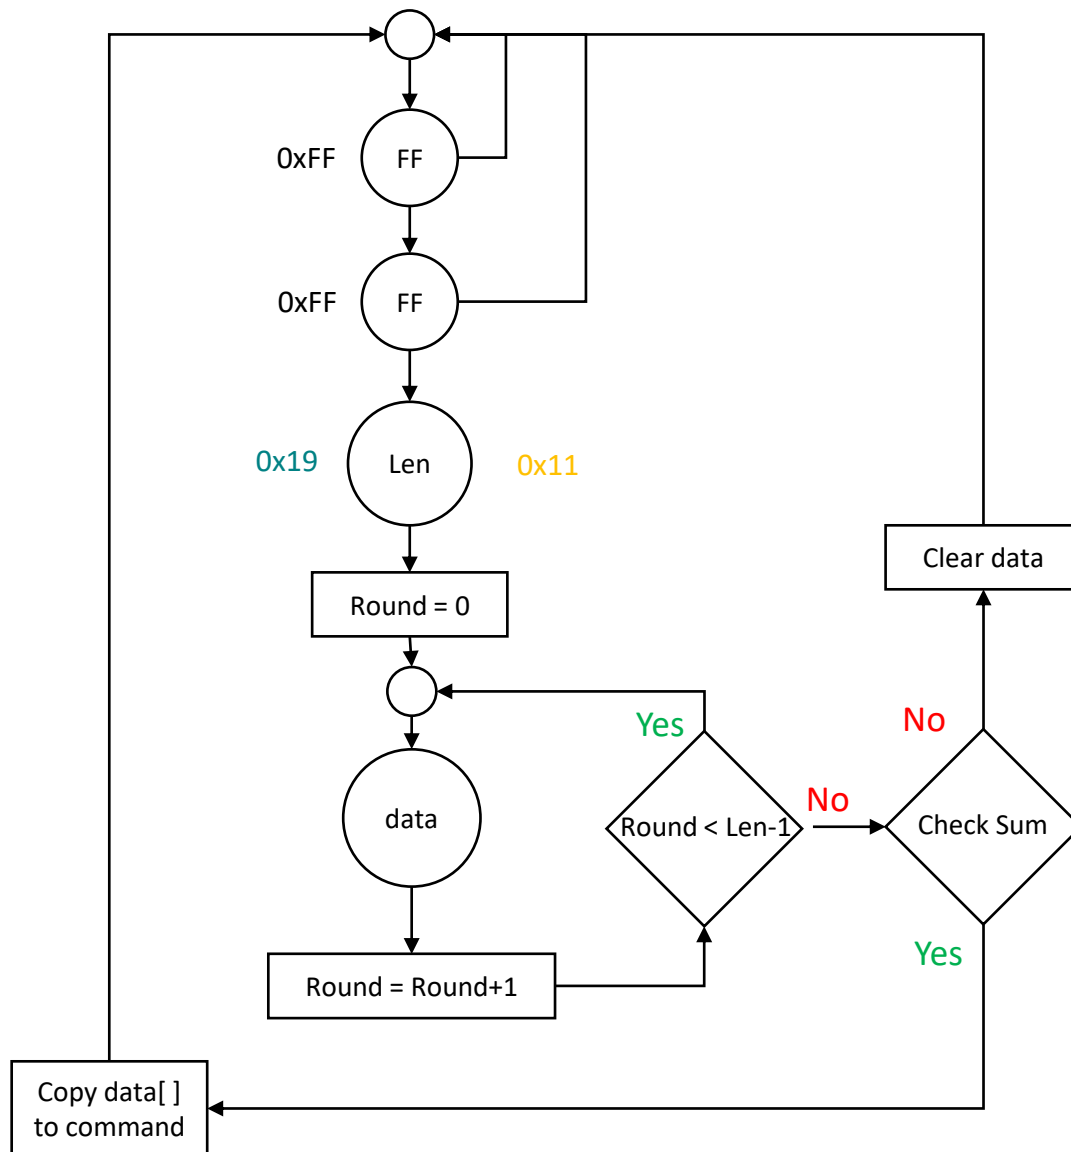 0xFF
FF
0xFF
FF
0x19
Len
0x11
Clear data
Round = 0
Yes
No
No
data
Round < Len-1
Check Sum
Yes
Round = Round+1
Copy data[ ]
to command